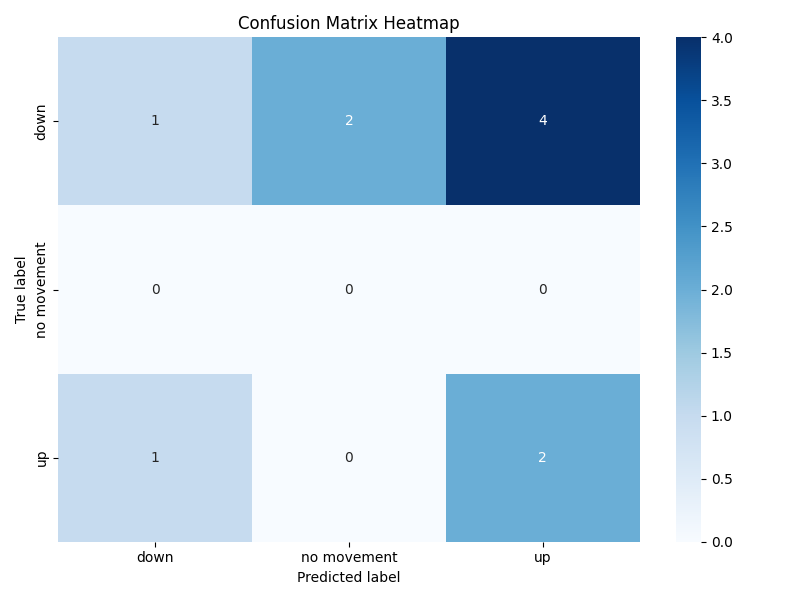 Confusion Matrix Heatmap
True label
down
no movement
up
1 2 4
0 0 0
1 0 2
down no movement up
Predicted label
4.0
3.5
3.0
2.5
2.0
1.5
1.0
0.5
0.0